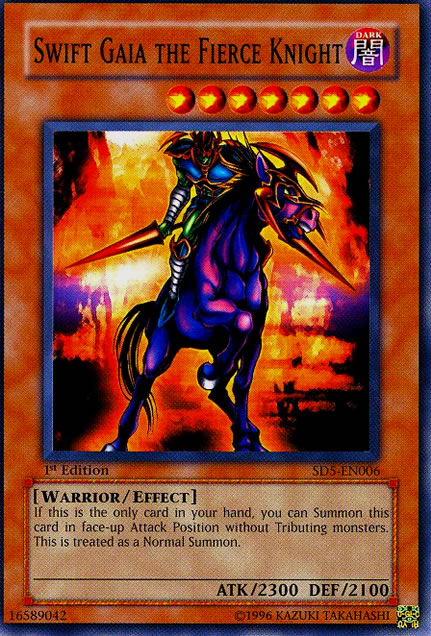 SWIFT GAIA THE FIERCE KNIGHT
DARK
闇
1st Edition
SD5-EN006
[WARRIOR/EFFECT]
If this is the only card in your hand, you can Summon this
card in face-up Attack Position without Tributing monsters.
This is treated as a Normal Summon.
ATK/2300 DEF/2100
16589042
©1996 KAZUKI TAKAHASHI